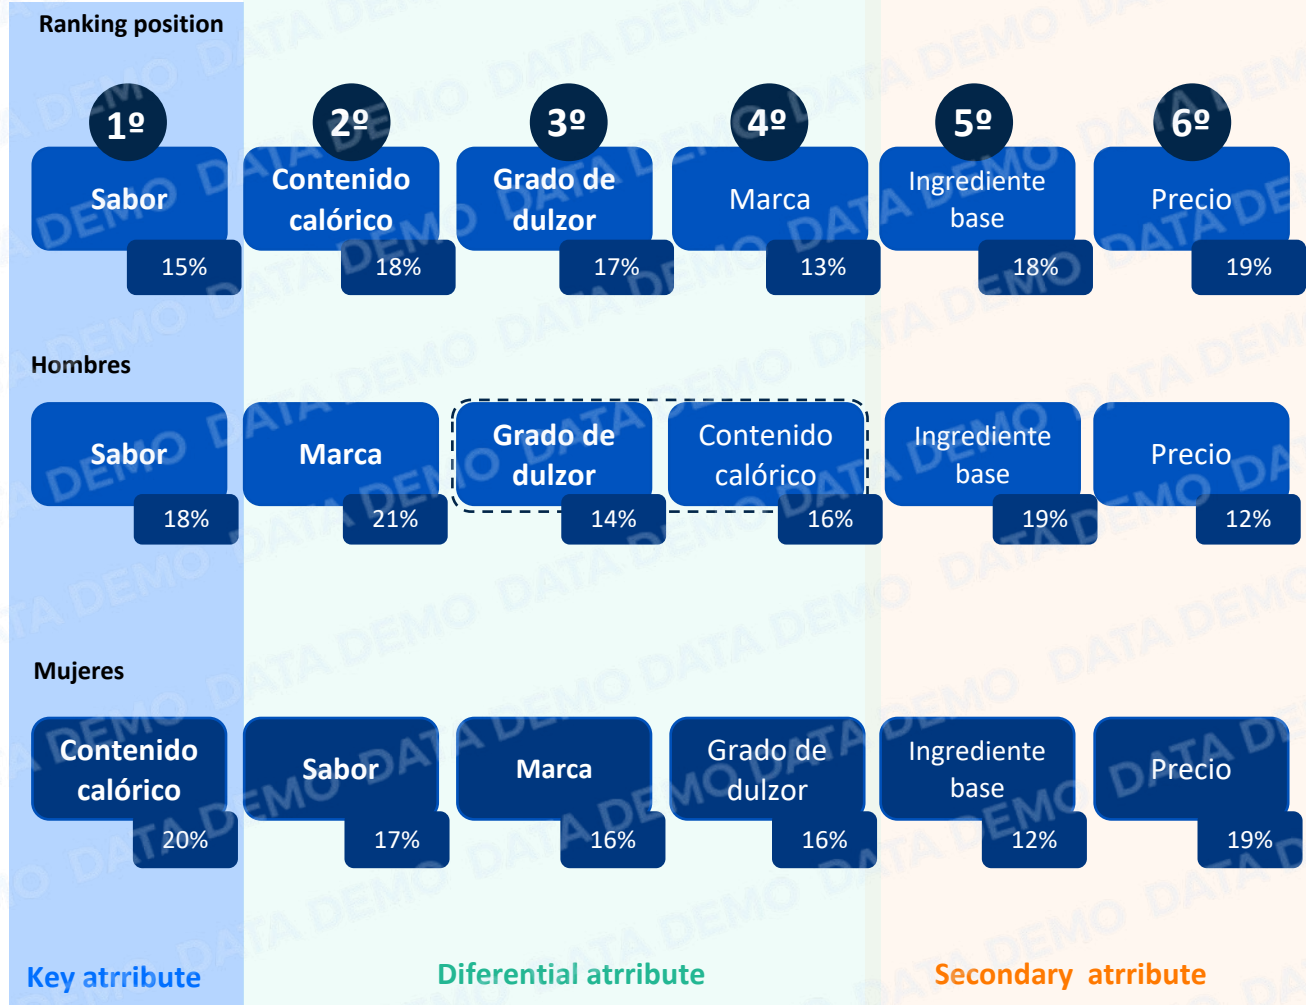 Ranking position
1º
2º
3º
4º
5º
6º
Sabor
Contenido
calórico
Grado de
dulzor
Marca
Ingrediente
base
Precio
15%
18%
17%
13%
18%
19%
Hombres
Sabor
Marca
Grado de
dulzor
Contenido
calórico
Ingrediente
base
Precio
18%
21%
14%
16%
19%
12%
Mujeres
Contenido
calórico
Sabor
Marca
Grado de
dulzor
Ingrediente
base
Precio
20%
17%
16%
16%
12%
19%
Key atrribute
Diferential atrribute
Secondary atrribute
DATA DEMO